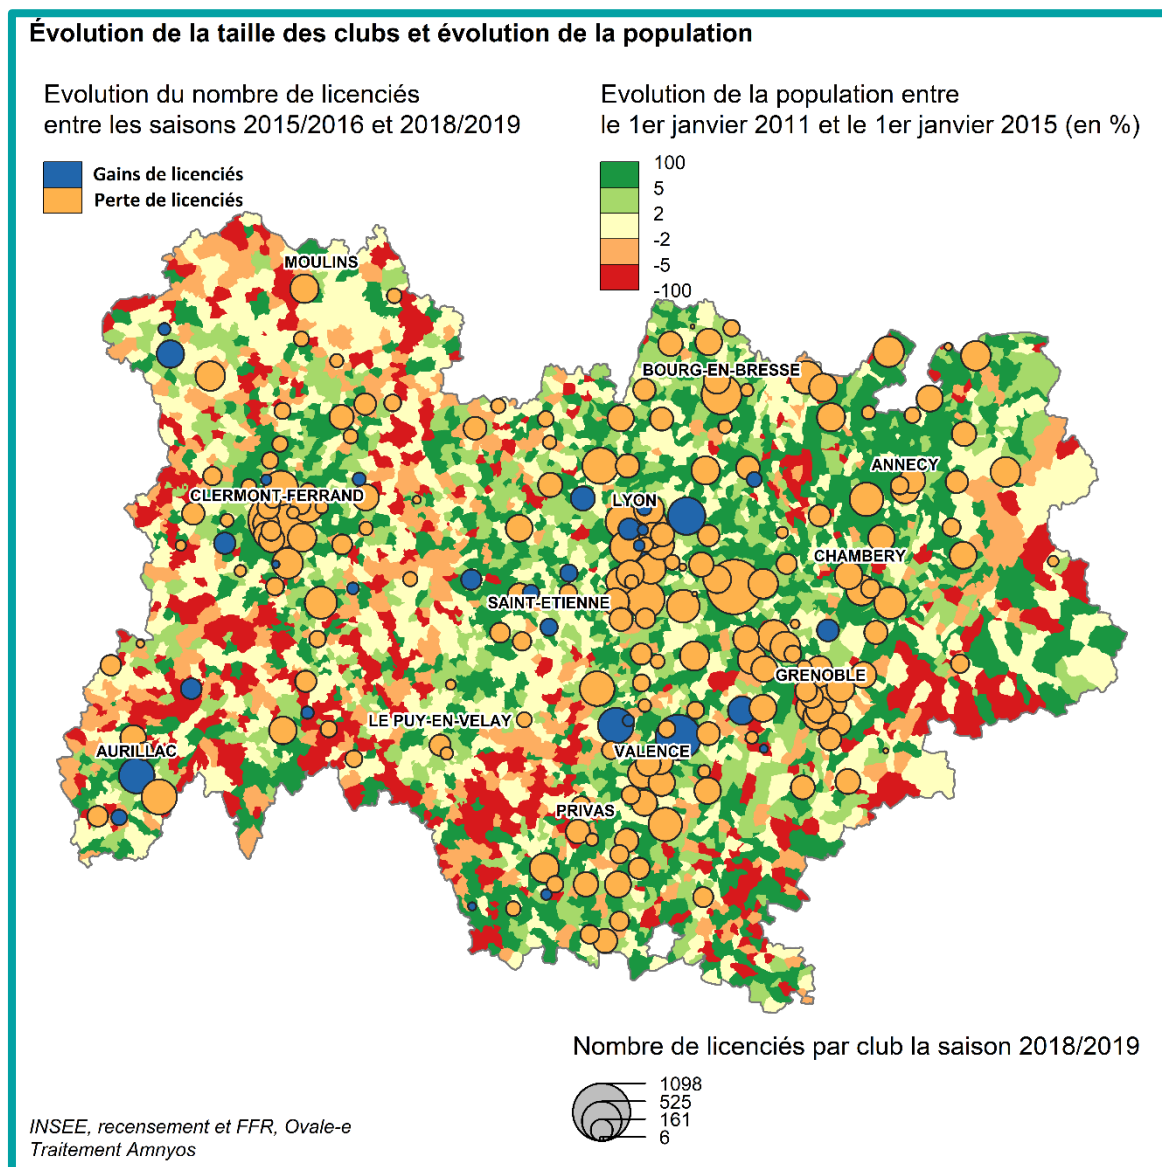 Évolution de la taille des clubs et évolution de la population
Evolution du nombre de licenciés
entre les saisons 2015/2016 et 2018/2019
Gains de licenciés
Perte de licenciés
Evolution de la population entre
le 1er janvier 2011 et le 1er janvier 2015 (en %)
100
5
2
-2
-5
-100
MOULINS
BOURG-EN-BRESSE
ANNECY
CLERMONT-FERRAND
LYON
CHAMBERY
SAINT-ETIENNE
GRENOBLE
LE PUY-EN-VELAY
AURILLAC
VALENCE
PRIVAS
Nombre de licenciés par club la saison 2018/2019
1098
525
161
6
INSEE, recensement et FFR, Ovale-e
Traitement Amnyos